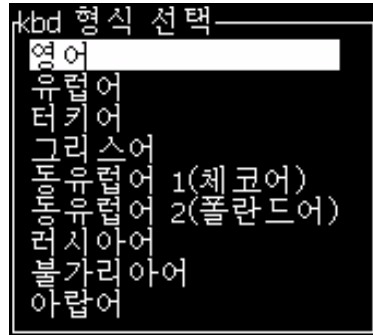 kbd 형식 선택
영어
유럽어
터키어
그리스어
동유럽어 1(체코어)
동유럽어 2(폴란드어)
러시아어
불가리아어
아랍어